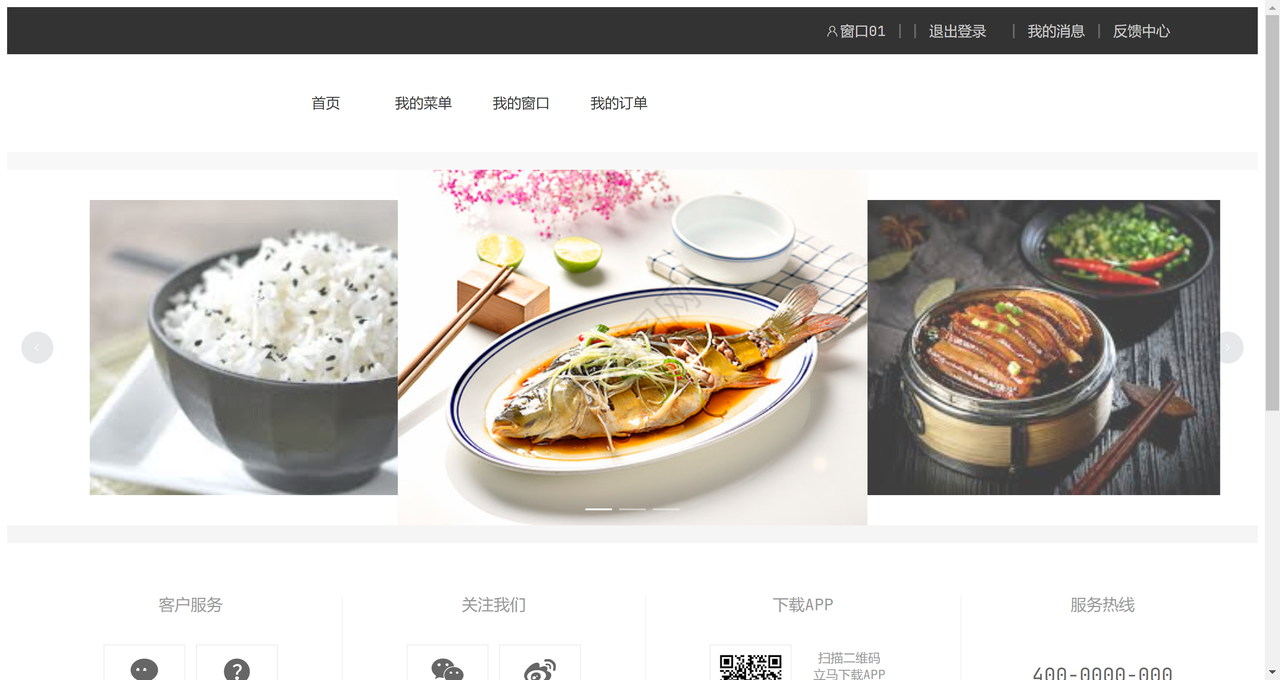 窗口01 | | 退出登录 | 我的消息 | 反馈中心
首页 我的菜单 我的窗口 我的订单
客户服务 关注我们 下载APP 服务热线
扫描二维码
立马下载APP
400-0000-000